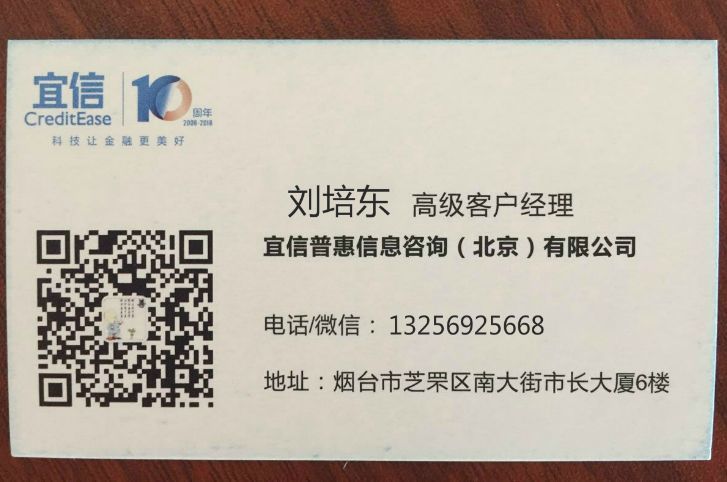 宜信
CreditEase
10周年
2006-2016
科技让金融更美好
刘培东 高级客户经理
宜信普惠信息咨询（北京）有限公司
电话/微信：13256925668
地址：烟台市芝罘区南大街市长大厦6楼